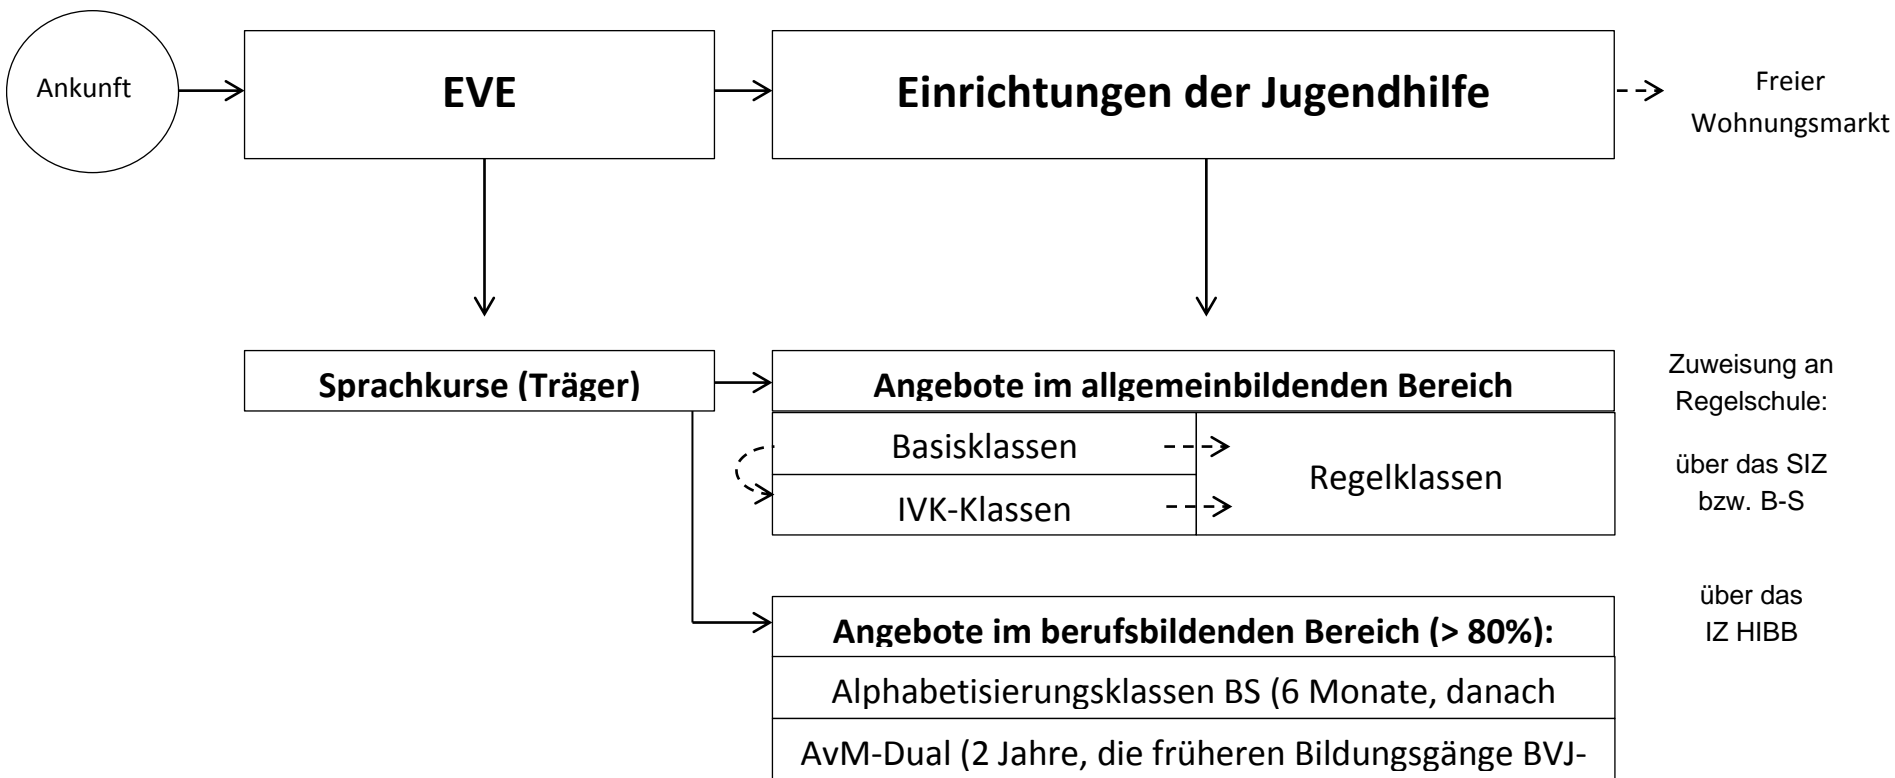 Ankunft
EVE
Einrichtungen der Jugendhilfe
Freier
Wohnungsmarkt
Sprachkurse (Träger)
Angebote im allgemeinbildenden Bereich
Basisklassen
IVK-Klassen
Regelklassen
Zuweisung an
Regelschule:
über das SIZ
bzw. B-S
Angebote im berufsbildenden Bereich (> 80%):
über das
IZ HIBB
Alphabetisierungsklassen BS (6 Monate, danach
AvM-Dual (2 Jahre, die früheren Bildungsgänge BVJ-